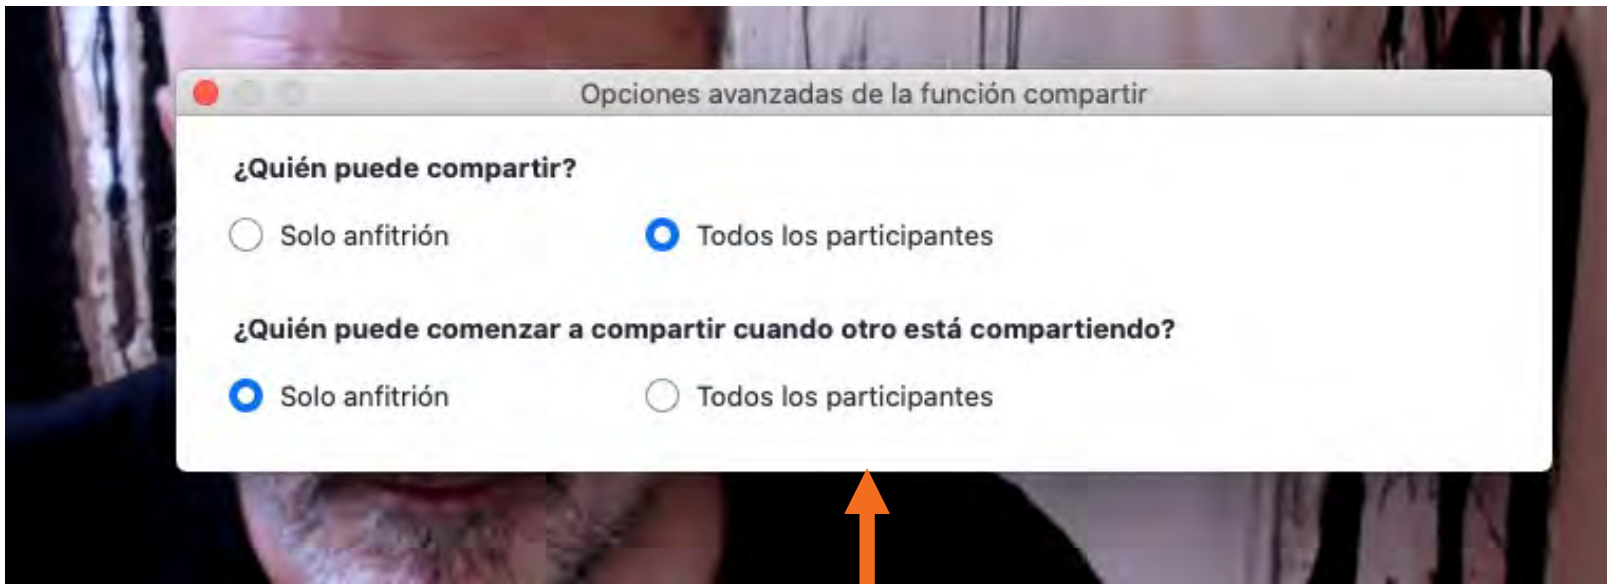 Opciones avanzadas de la función compartir
¿Quién puede compartir?
Solo anfitrión Todos los participantes
¿Quién puede comenzar a compartir cuando otro está compartiendo?
Solo anfitrión Todos los participantes